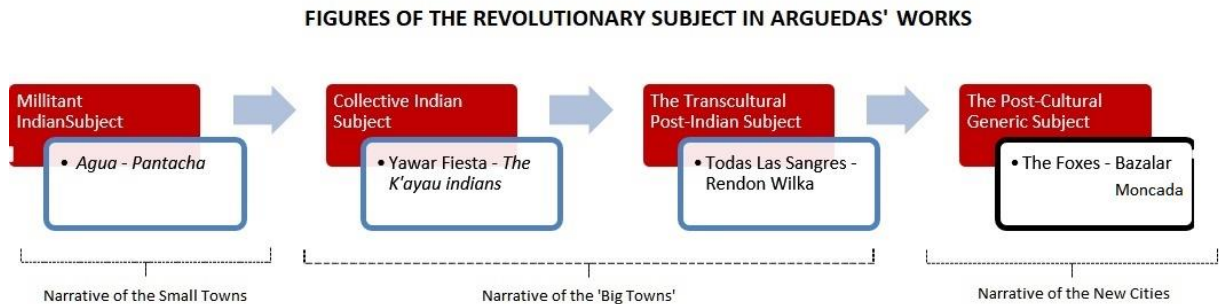 FIGURES OF THE REVOLUTIONARY SUBJECT IN ARGUEDAS' WORKS
Millitant
IndianSubject
• Agua - Pantacha
Collective Indian
Subject
• Yawar Fiesta - The
K'ayau indians
The Transcultural
Post-Indian Subject
• Todas Las Sangres -
Rendon Wilka
The Post-Cultural
Generic Subject
• The Foxes - Bazalar
Moncada
Narrative of the Small Towns
Narrative of the 'Big Towns'
Narrative of the New Cities